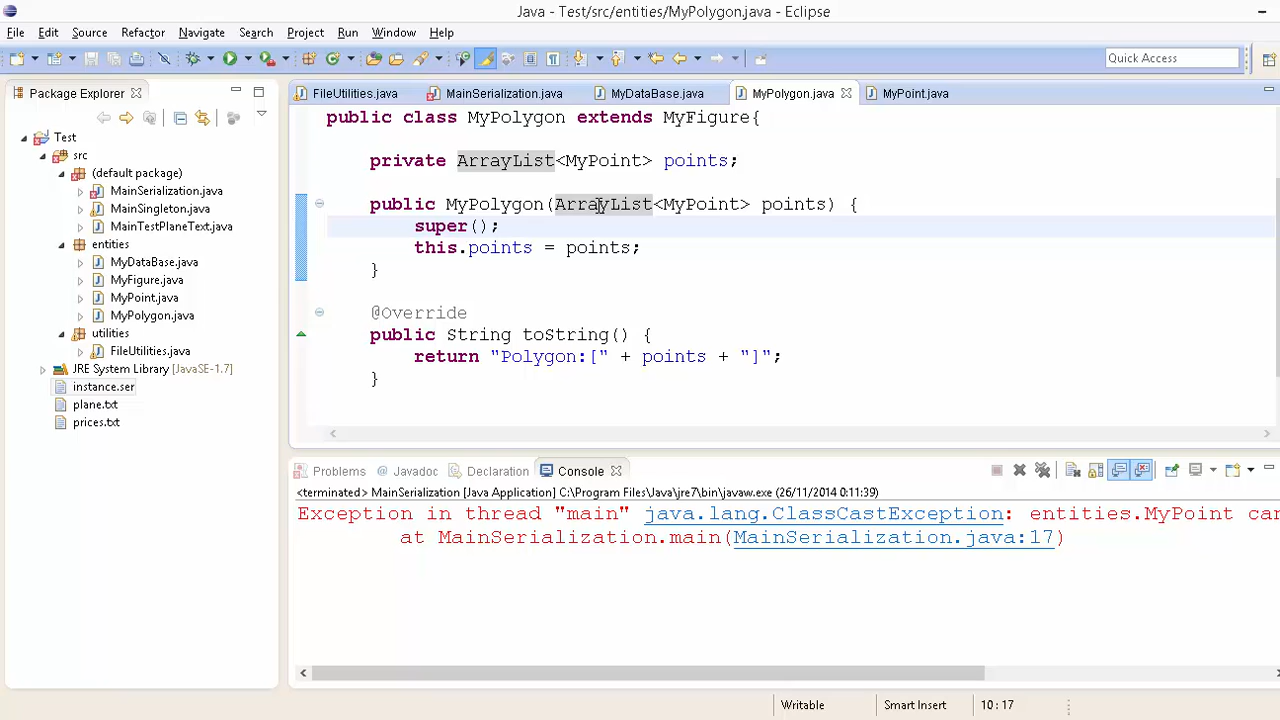 Java - Test/src/entities/MyPolygon.java - Eclipse
File Edit Source Refactor Navigate Search Project Run Window Help
Quick Access
Package Explorer
FileUtilities.java MainSerialization.java MyDataBase.java MyPolygon.java MyPoint.java
Test
src
(default package)
MainSerialization.java
MainSingleton.java
MainTestPlaneText.java
entities
MyDataBase.java
MyFigure.java
MyPoint.java
MyPolygon.java
utilities
FileUtilities.java
JRE System Library [JavaSE-1.7]
instance.ser
plane.txt
prices.txt
public class MyPolygon extends MyFigure{
private ArrayList<MyPoint> points;
public MyPolygon(ArrayList<MyPoint> points) {
super();
this.points = points;
}
@Override
public String toString() {
return "Polygon:[" + points + "]";
}
Problems Javadoc Declaration Console
<terminated> MainSerialization [Java Application] C:\Program Files\Java\jre7\bin\javaw.exe (26/11/2014 0:11:39)
Exception in thread "main" java.lang.ClassCastException: entities.MyPoint can
at MainSerialization.main(MainSerialization.java:17)
Writable Smart Insert 10:17